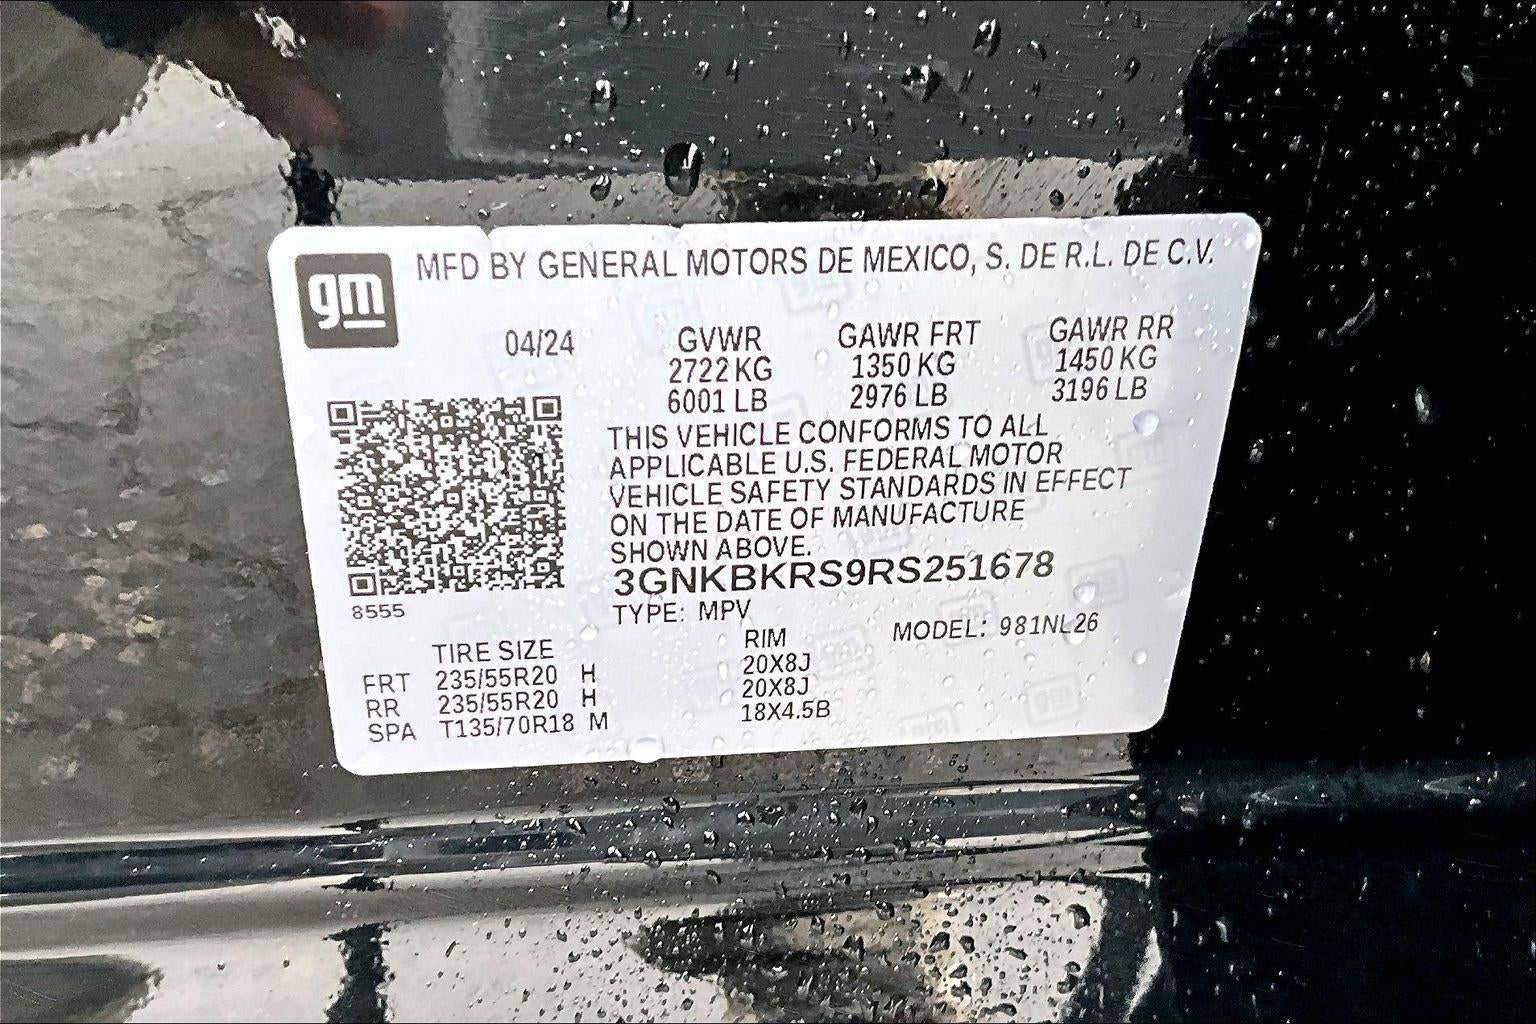 gm MFD BY GENERAL MOTORS DE MEXICO, S. DE R.L. DE C.V.
04/24 GVWR GAWR FRT GAWR RR
2722 KG 1350 KG 1450 KG
6001 LB 2976 LB 3196 LB
THIS VEHICLE CONFORMS TO ALL
APPLICABLE U.S. FEDERAL MOTOR
VEHICLE SAFETY STANDARDS IN EFFECT
ON THE DATE OF MANUFACTURE
SHOWN ABOVE.
3GNKBKRS9RS251678
8555
TYPE: MPV
MODEL: 981NL26
TIRE SIZE RIM
FRT 235/55R20 H 20X8J
RR 235/55R20 H 20X8J
SPA T135/70R18 M 18X4.5B